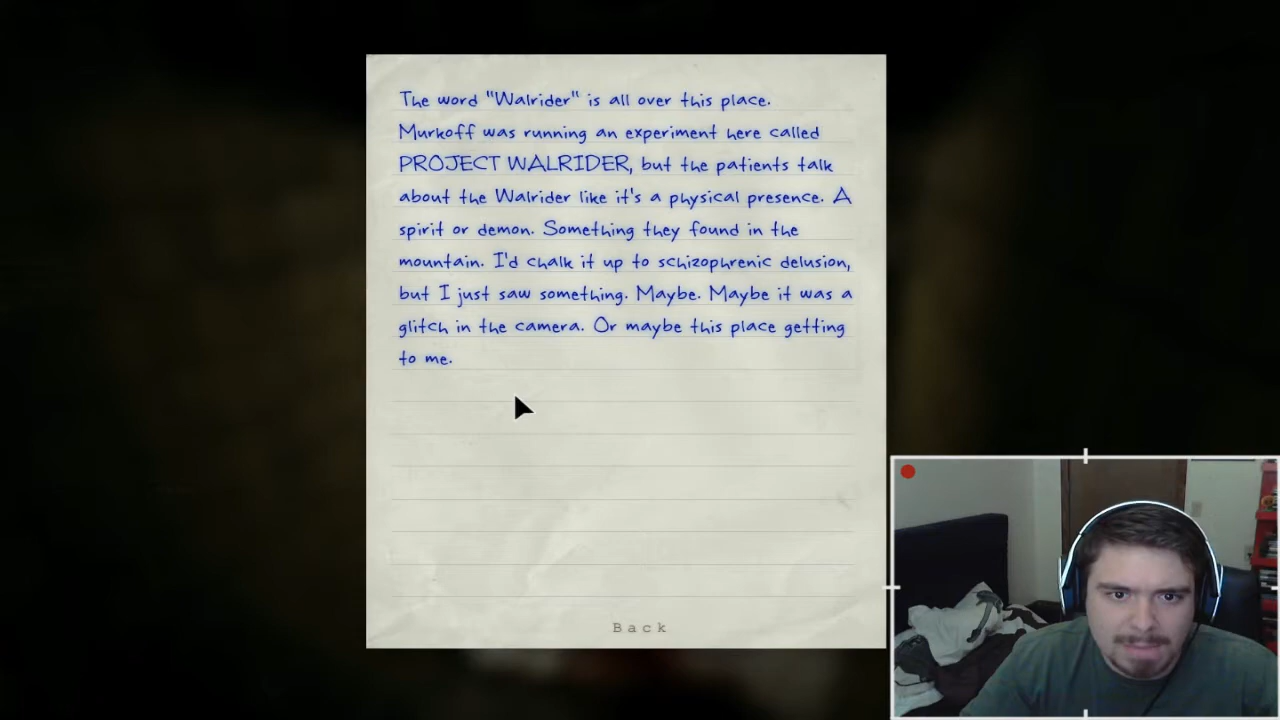 The word "Walrider" is all over this place.
Murkoff was running an experiment here called
PROJECT WALRIDER, but the patients talk
about the Walrider like it's a physical presence. A
spirit or demon. Something they found in the
mountain. I'd chalk it up to schizophrenic delusion,
but I just saw something. Maybe. Maybe it was a
glitch in the camera. Or maybe this place getting
to me.
Back